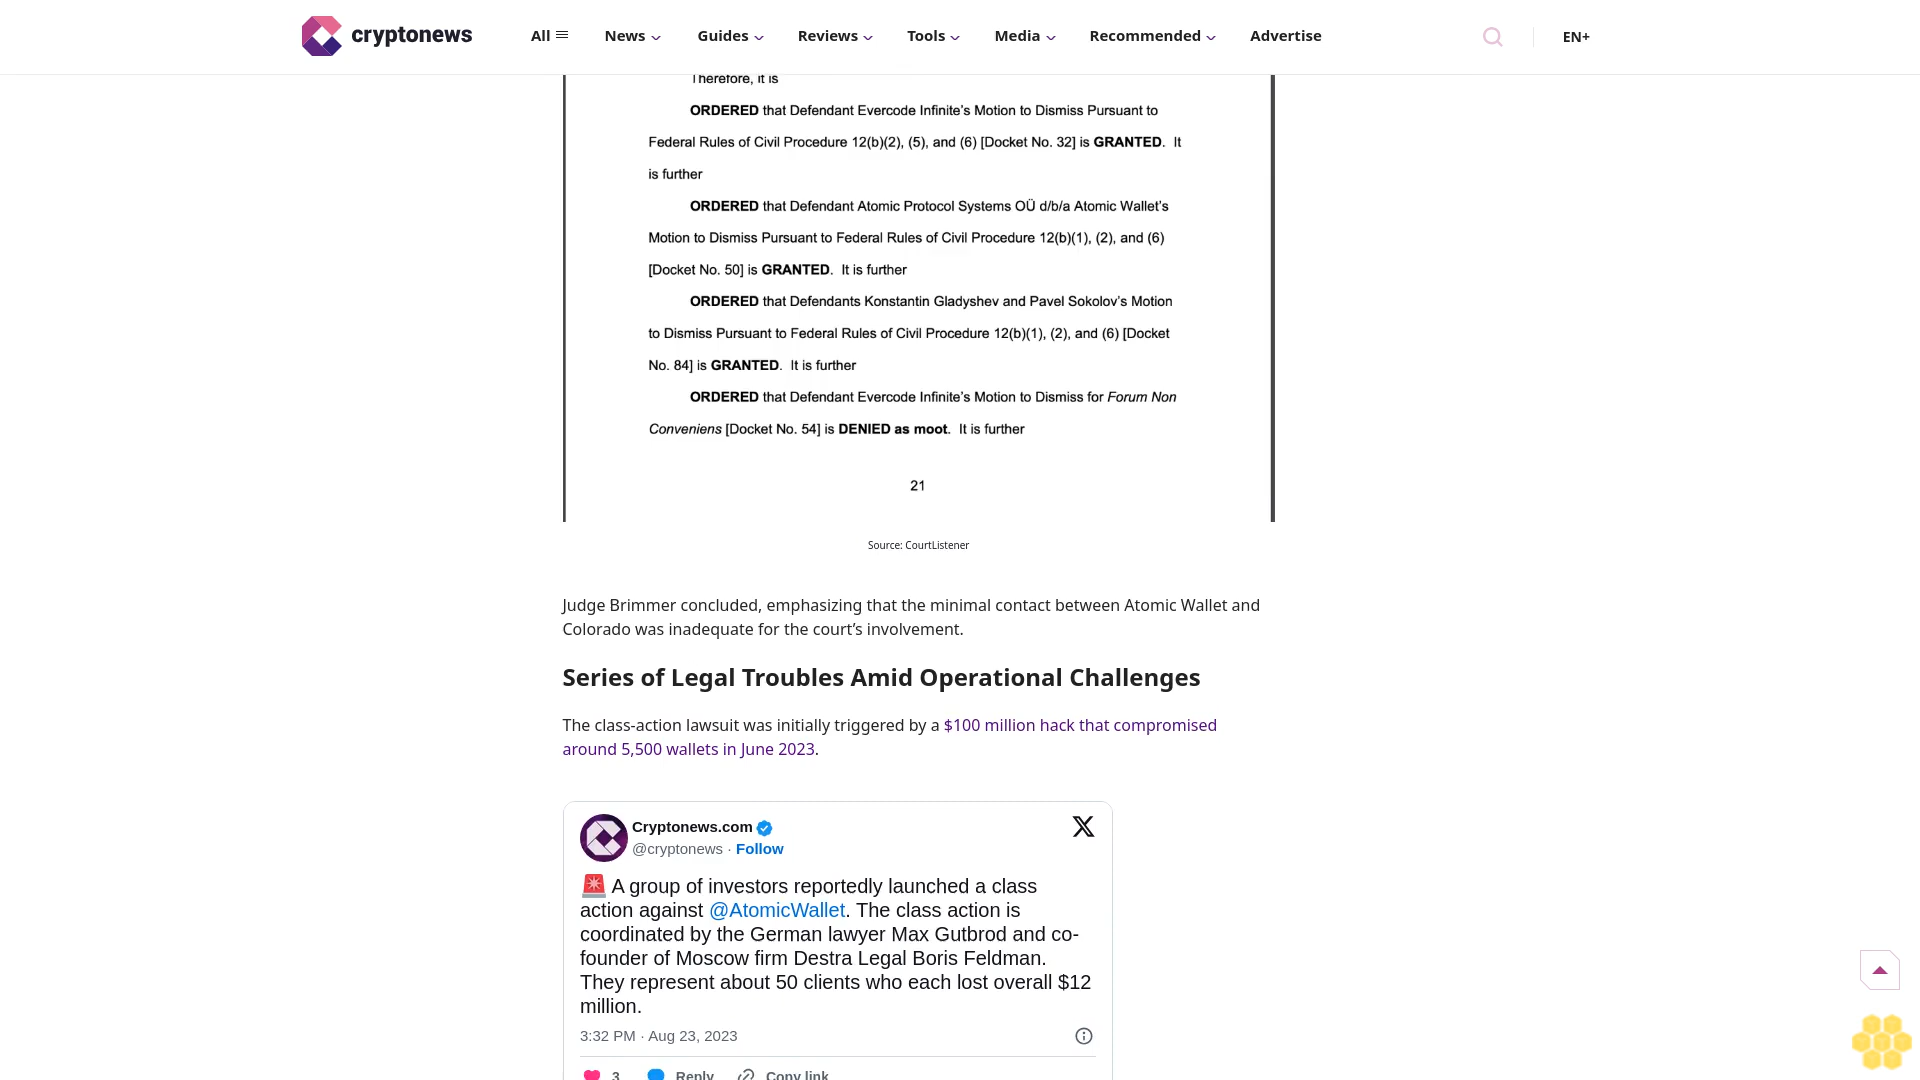 cryptonews
All News Guides Reviews Tools Media Recommended Advertise EN+
Therefore, it is
ORDERED that Defendant Evercode Infinite's Motion to Dismiss Pursuant to
Federal Rules of Civil Procedure 12(b)(2), (5), and (6) [Docket No. 32] is GRANTED. It
is further
ORDERED that Defendant Atomic Protocol Systems OÜ d/b/a Atomic Wallet's
Motion to Dismiss Pursuant to Federal Rules of Civil Procedure 12(b)(1), (2), and (6)
[Docket No. 50] is GRANTED. It is further
ORDERED that Defendants Konstantin Gladyshev and Pavel Sokolov's Motion
to Dismiss Pursuant to Federal Rules of Civil Procedure 12(b)(1), (2), and (6) [Docket
No. 84] is GRANTED. It is further
ORDERED that Defendant Evercode Infinite's Motion to Dismiss for Forum Non
Conveniens [Docket No. 54] is DENIED as moot. It is further
21
Source: CourtListener
Judge Brimmer concluded, emphasizing that the minimal contact between Atomic Wallet and
Colorado was inadequate for the court’s involvement.
Series of Legal Troubles Amid Operational Challenges
The class-action lawsuit was initially triggered by a $100 million hack that compromised
around 5,500 wallets in June 2023.
Cryptonews.com
@cryptonews · Follow
🚨 A group of investors reportedly launched a class
action against @AtomicWallet. The class action is
coordinated by the German lawyer Max Gutbrod and co-
founder of Moscow firm Destra Legal Boris Feldman.
They represent about 50 clients who each lost overall $12
million.
3:32 PM · Aug 23, 2023
3 Reply Copy link